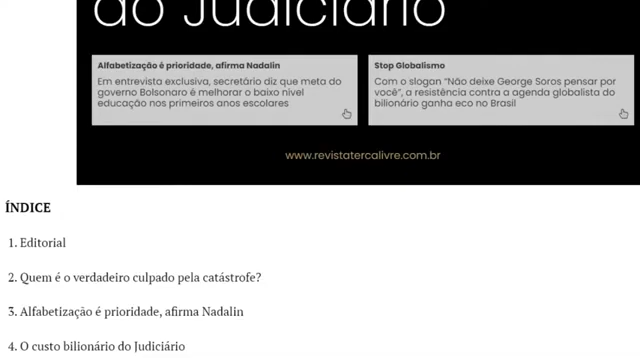 do Judiciário
Alfabetização é prioridade, afirma Nadalin
Em entrevista exclusiva, secretário diz que meta do
governo Bolsonaro é melhorar o baixo nível
educação nos primeiros anos escolares
Stop Globalismo
Com o slogan “Não deixe George Soros pensar por
você”, a resistência contra a agenda globalista do
bilionário ganha eco no Brasil
www.revistatercalivre.com.br
ÍNDICE
1. Editorial
2. Quem é o verdadeiro culpado pela catástrofe?
3. Alfabetização é prioridade, afirma Nadalin
4. O custo bilionário do Judiciário